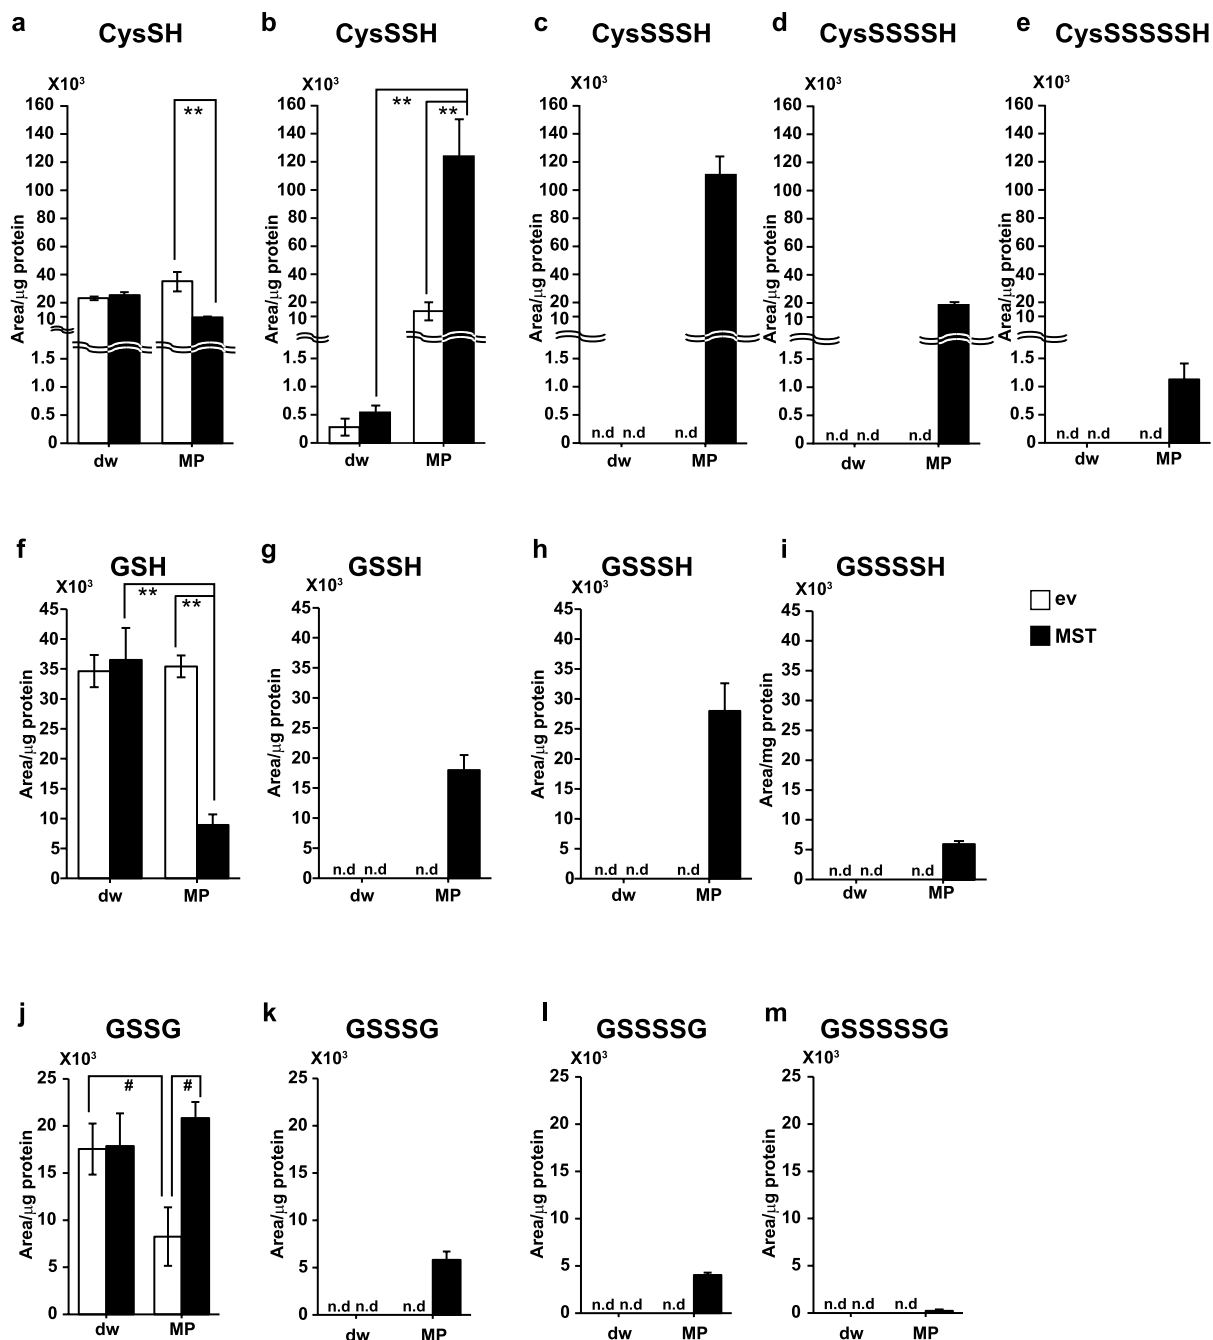 a CysSH
b CysSSH
c CysSSSH
d CysSSSSH
e CysSSSSSH
X10³
160
140
120
100
80
60
40
20
10
1.5
1.0
0.5
0
Area/µg protein
**
dw MP
X10³
160
140
120
100
80
60
40
20
10
1.5
1.0
0.5
0
Area/µg protein
** **
dw MP
X10³
160
140
120
100
80
60
40
20
10
1.5
1.0
0.5
0
Area/µg protein
n.d n.d n.d
dw MP
X10³
160
140
120
100
80
60
40
20
10
1.5
1.0
0.5
0
Area/µg protein
n.d n.d n.d
dw MP
X10³
160
140
120
100
80
60
40
20
10
1.5
1.0
0.5
0
Area/µg protein
n.d n.d n.d
dw MP
f GSH
X10³
45
40
35
30
25
20
15
10
5
0
Area/µg protein
** **
dw MP
g GSSH
X10³
45
40
35
30
25
20
15
10
5
0
Area/µg protein
n.d n.d n.d
dw MP
h GSSSH
X10³
45
40
35
30
25
20
15
10
5
0
Area/µg protein
n.d n.d n.d
dw MP
i GSSSSH
X10³
45
40
35
30
25
20
15
10
5
0
Area/mg protein
n.d n.d n.d
dw MP
ev
MST
j GSSG
X10³
25
20
15
10
5
0
Area/µg protein
# #
dw MP
k GSSSG
X10³
25
20
15
10
5
0
Area/µg protein
n.d n.d n.d
dw MP
l GSSSSG
X10³
25
20
15
10
5
0
Area/µg protein
n.d n.d n.d
dw MP
m GSSSSSG
X10³
25
20
15
10
5
0
Area/µg protein
n.d n.d n.d
dw MP